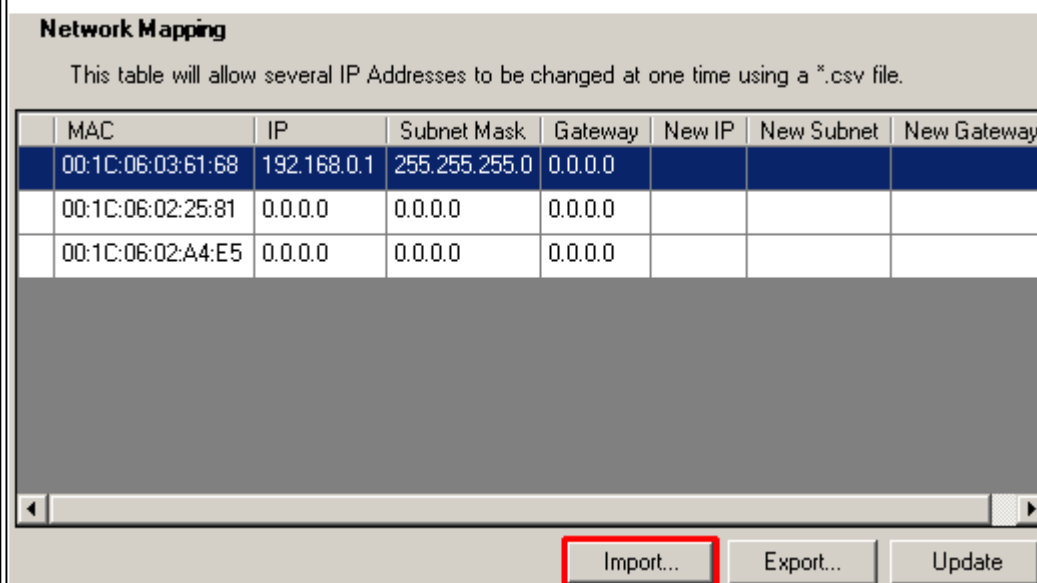 Network Mapping
This table will allow several IP Addresses to be changed at one time using a *.csv file.
MAC IP Subnet Mask Gateway New IP New Subnet New Gateway
00:1C:06:03:61:68 192.168.0.1 255.255.255.0 0.0.0.0
00:1C:06:02:25:81 0.0.0.0 0.0.0.0 0.0.0.0
00:1C:06:02:A4:E5 0.0.0.0 0.0.0.0 0.0.0.0
Import... Export... Update